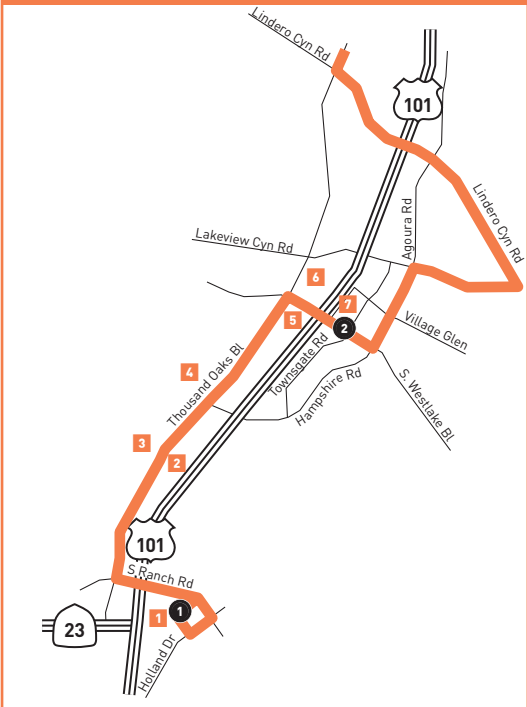 Lindero Cyn Rd
101
Lindero Cyn Rd
Agoura Rd
Lakeview Cyn Rd
6
7
5
2
Village Glen
Townsgate Rd
Hampshire Rd
S. Westlake Bl
4
Thousand Oaks Bl
3
2
101
S Ranch Rd
1
1
23
Holland Dr